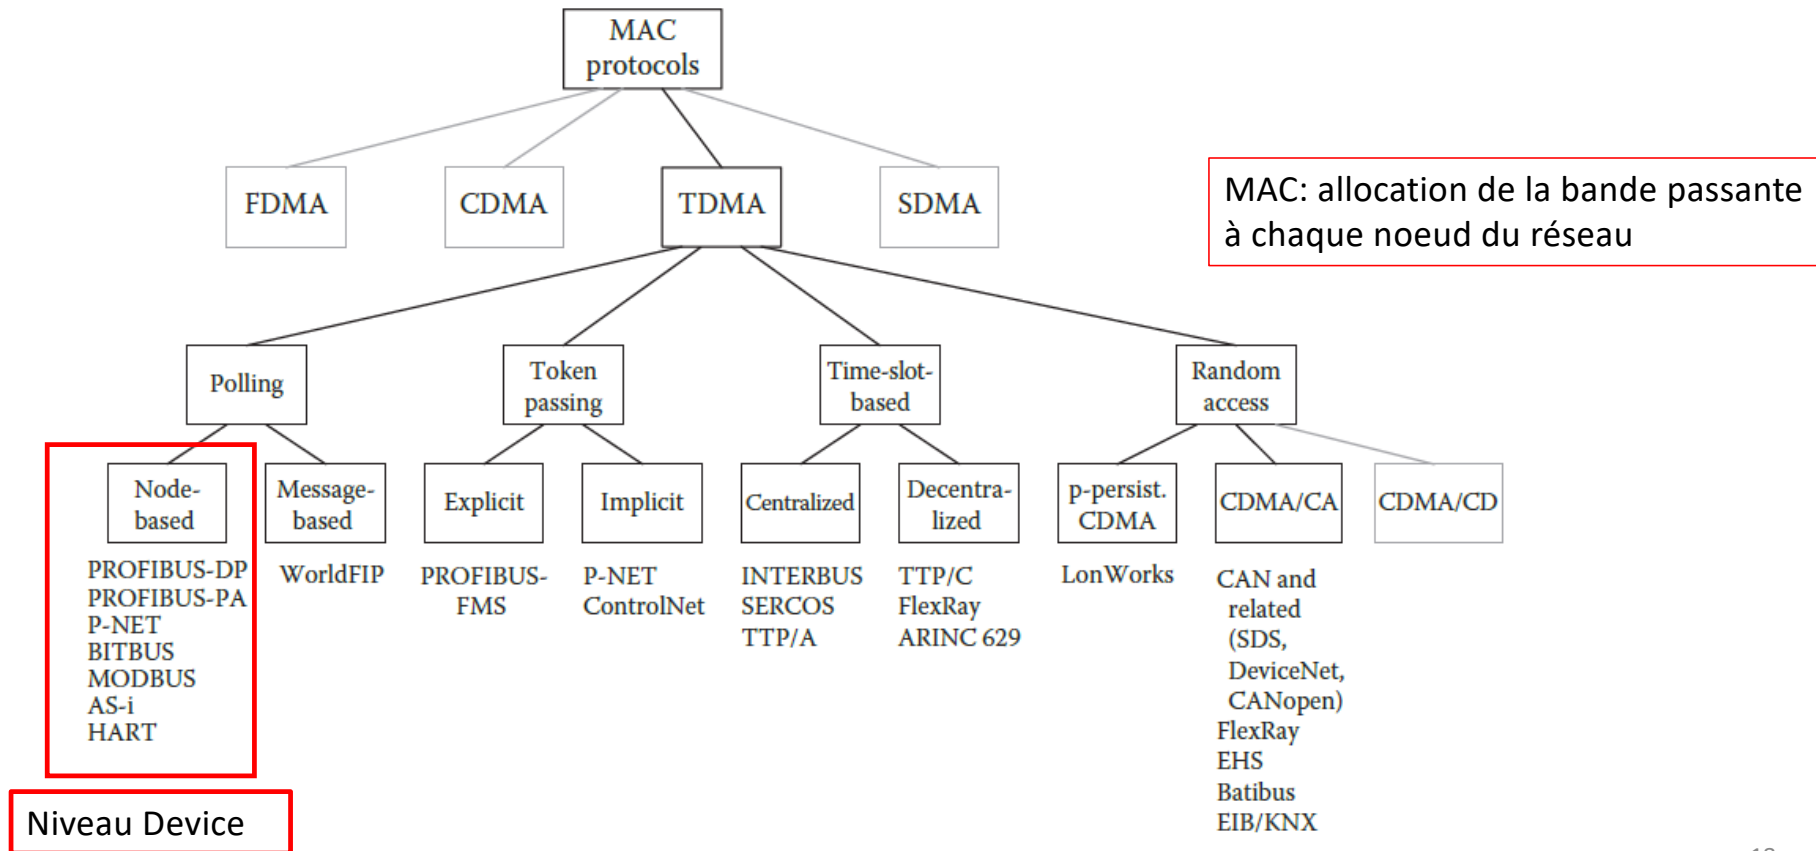 MAC
protocols
FDMA
CDMA
TDMA
SDMA
MAC: allocation de la bande passante
à chaque noeud du réseau
Polling
Token
passing
Time-slot-
based
Random
access
Node-
based
Message-
based
Explicit
Implicit
Centralized
Decentra-
lized
p-persist.
CDMA
CDMA/CA
CDMA/CD
PROFIBUS-DP
PROFIBUS-PA
P-NET
BITBUS
MODBUS
AS-i
HART
WorldFIP
PROFIBUS-
FMS
P-NET
ControlNet
INTERBUS
SERCOS
TTP/A
TTP/C
FlexRay
ARINC 629
LonWorks
CAN and
related
(SDS,
DeviceNet,
CANopen)
FlexRay
EHS
Batibus
EIB/KNX
Niveau Device